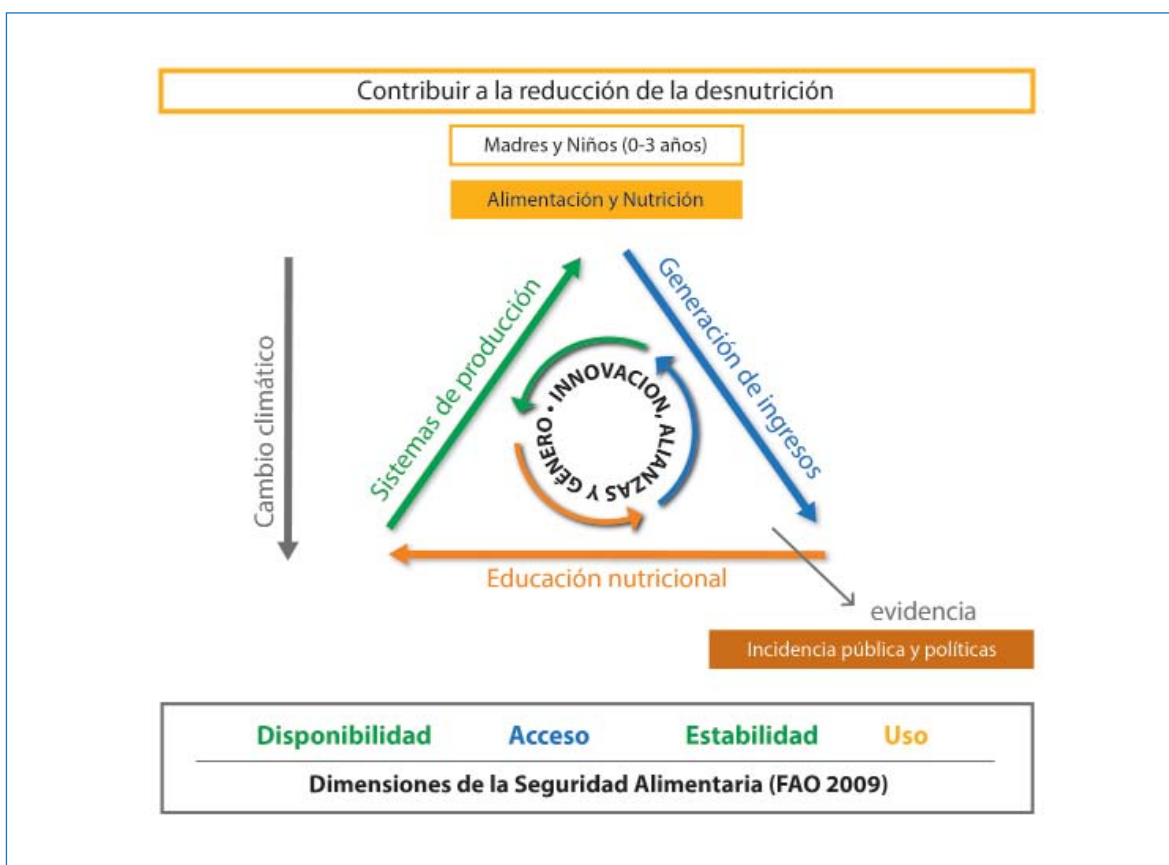 Contribuir a la reducción de la desnutrición
Madres y Niños (0-3 años)
Alimentación y Nutrición
Cambio climático
Sistemas de producción
Generación de ingresos
INNOVACION, ALIANZAS Y GÉNERO •
Educación nutricional
evidencia
Incidencia pública y políticas
Disponibilidad Acceso Estabilidad Uso
Dimensiones de la Seguridad Alimentaria (FAO 2009)